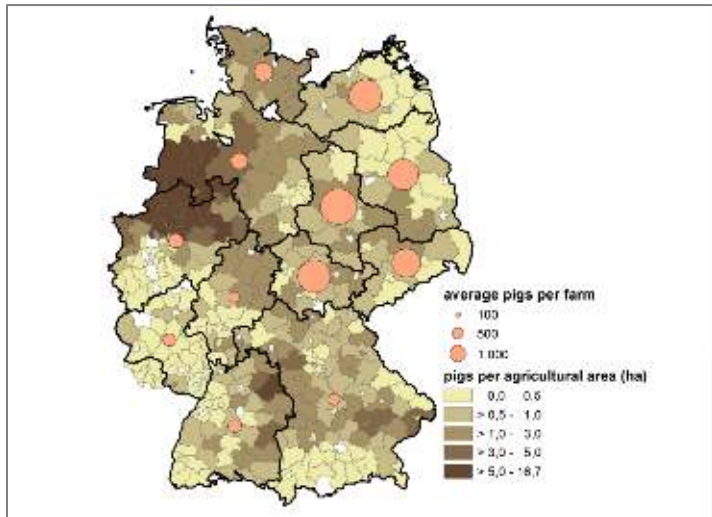 average pigs per farm
100
500
1.000
pigs per agricultural area (ha)
0,0 0,5
> 0,5 - 1,0
> 1,0 - 3,0
> 3,0 - 5,0
> 5,0 - 16,7